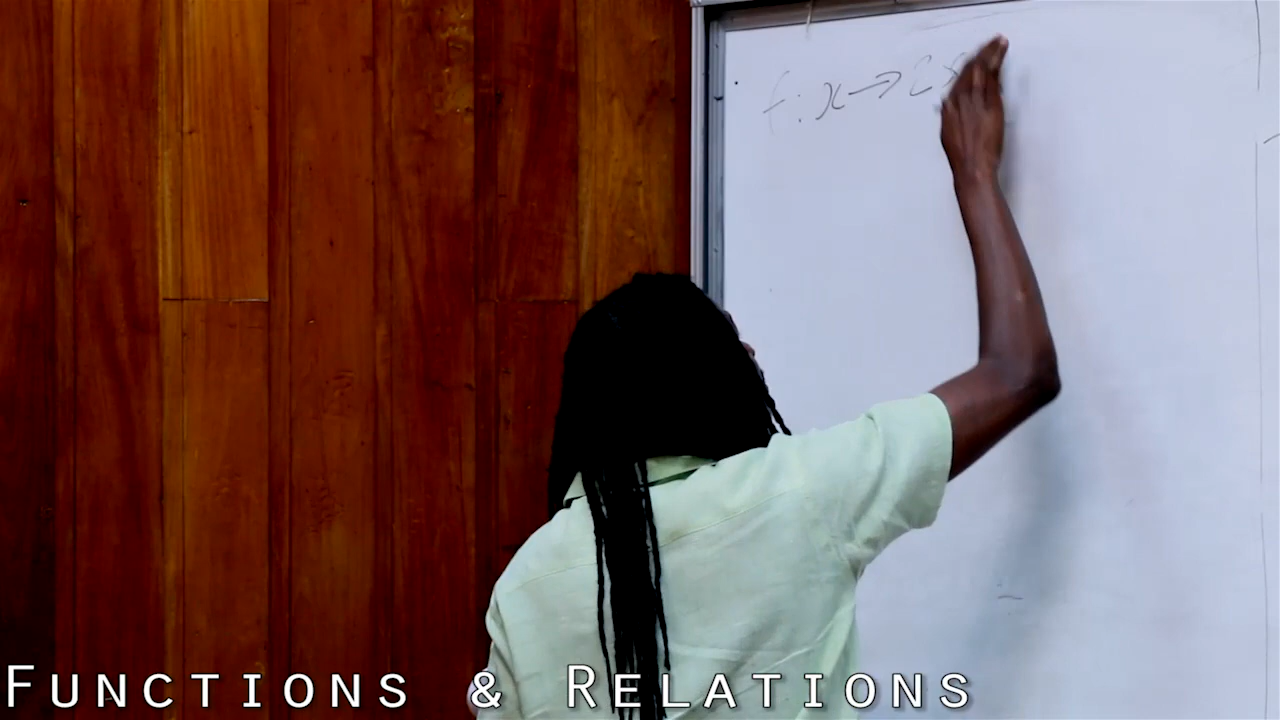 f: x → 2x
FUNCTIONS & RELATIONS